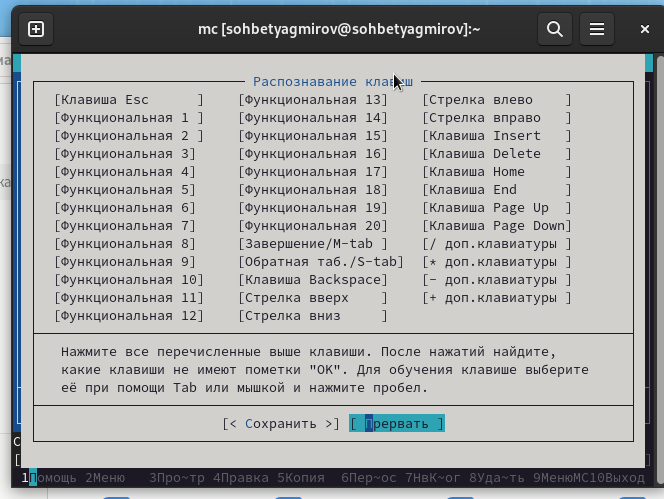 mc [sohbetyagmirov@sohbetyagmirov]:~
Распознавание клавиш
[Клавиша Esc ] [Функциональная 13] [Стрелка влево ]
[Функциональная 1 ] [Функциональная 14] [Стрелка вправо ]
[Функциональная 2 ] [Функциональная 15] [Клавиша Insert ]
[Функциональная 3] [Функциональная 16] [Клавиша Delete ]
[Функциональная 4] [Функциональная 17] [Клавиша Home ]
[Функциональная 5] [Функциональная 18] [Клавиша End ]
[Функциональная 6] [Функциональная 19] [Клавиша Page Up ]
[Функциональная 7] [Функциональная 20] [Клавиша Page Down]
[Функциональная 8] [Завершение/M-tab ] [/ доп.клавиатуры ]
[Функциональная 9] [Обратная таб./S-tab] [* доп.клавиатуры ]
[Функциональная 10] [Клавиша Backspace] [- доп.клавиатуры ]
[Функциональная 11] [Стрелка вверх ] [+ доп.клавиатуры ]
[Функциональная 12] [Стрелка вниз ]
Нажмите все перечисленные выше клавиши. После нажатий найдите,
какие клавиши не имеют пометки "OK". Для обучения клавише выберите
её при помощи Tab или мышкой и нажмите пробел.
[< Сохранить >] [ Прервать ]
1Помощь 2Меню 3Про~тр 4Правка 5Копия 6Пер~ос 7НвК~ог 8Уда~ть 9МенюMC10Выход